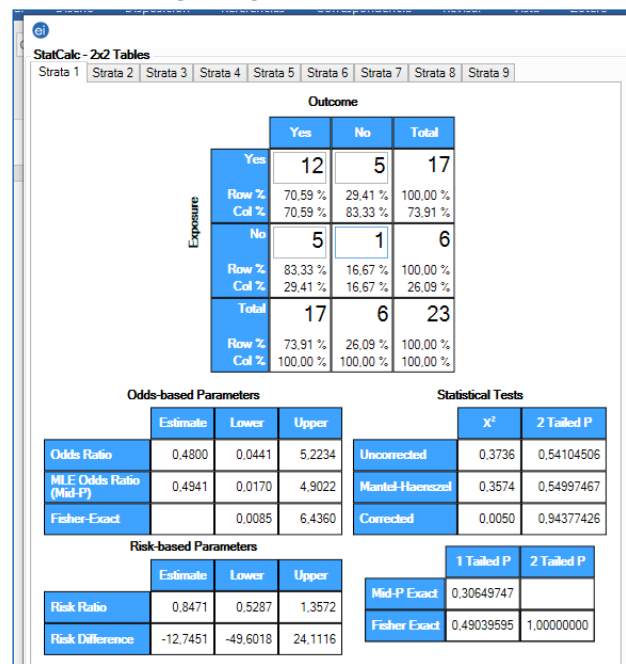 ei
StatCalc - 2x2 Tables
Strata 1 Strata 2 Strata 3 Strata 4 Strata 5 Strata 6 Strata 7 Strata 8 Strata 9
Outcome
Yes No Total
Exposure
Yes 12 5 17
Row % 70,59 % 29,41 % 100,00 %
Col % 70,59 % 83,33 % 73,91 %
No 5 1 6
Row % 83,33 % 16,67 % 100,00 %
Col % 29,41 % 16,67 % 26,09 %
Total 17 6 23
Row % 73,91 % 26,09 % 100,00 %
Col % 100,00 % 100,00 % 100,00 %
Odds-based Parameters
Estimate Lower Upper
Odds Ratio 0,4800 0,0441 5,2234
MLE Odds Ratio
(Mid-P) 0,4941 0,0170 4,9022
Fisher-Exact 0,0085 6,4360
Statistical Tests
X² 2 Tailed P
Uncorrected 0,3736 0,54104506
Mantel-Haenszel 0,3574 0,54997467
Corrected 0,0050 0,94377426
Risk-based Parameters
Estimate Lower Upper
Risk Ratio 0,8471 0,5287 1,3572
Risk Difference -12,7451 -49,6018 24,1116
1 Tailed P 2 Tailed P
Mid-P Exact 0,30649747
Fisher Exact 0,49039595 1,00000000